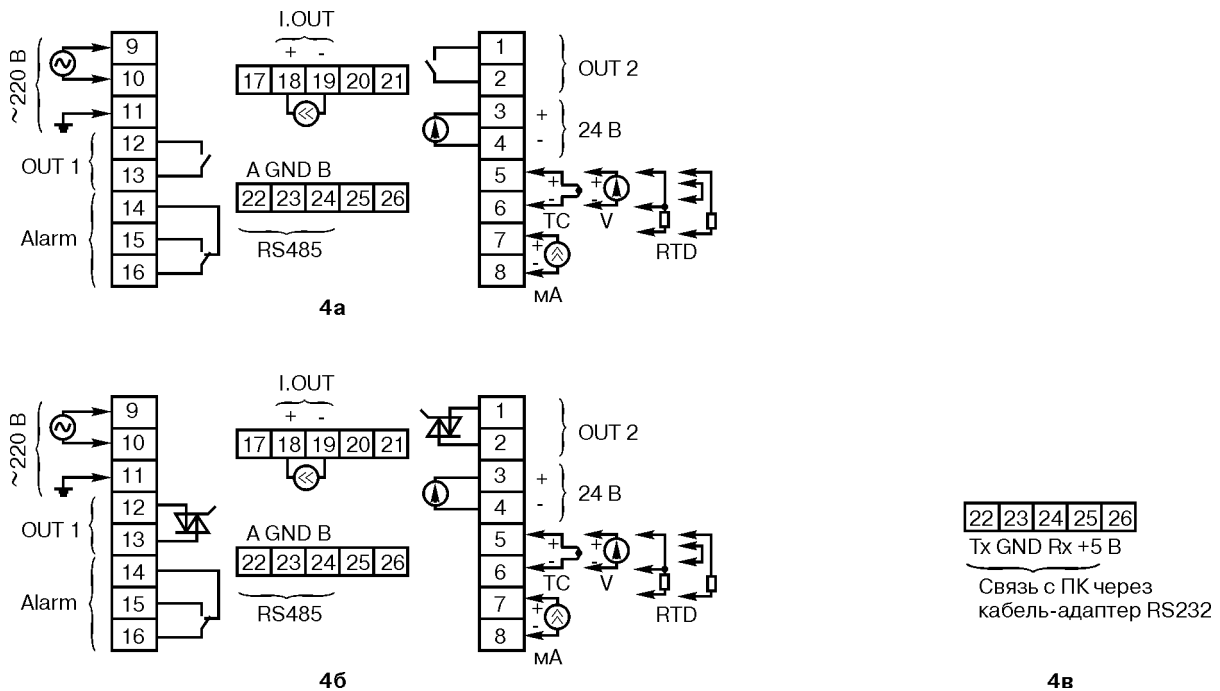 I.OUT
+ -
17 18 19 20 21
~220 В
9
10
11
12
13
14
15
16
OUT 1
Alarm
A GND B
22 23 24 25 26
RS485
1
2
3
4
5
6
7
8
OUT 2
+
-
24 В
+
-
TC
+
-
V
RTD
+
-
мА
4а
I.OUT
+ -
17 18 19 20 21
~220 В
9
10
11
12
13
14
15
16
OUT 1
Alarm
A GND B
22 23 24 25 26
RS485
1
2
3
4
5
6
7
8
OUT 2
+
-
24 В
+
-
TC
+
-
V
RTD
+
-
мА
4б
22 23 24 25 26
Tx GND Rx +5 В
Связь с ПК через
кабель-адаптер RS232
4в